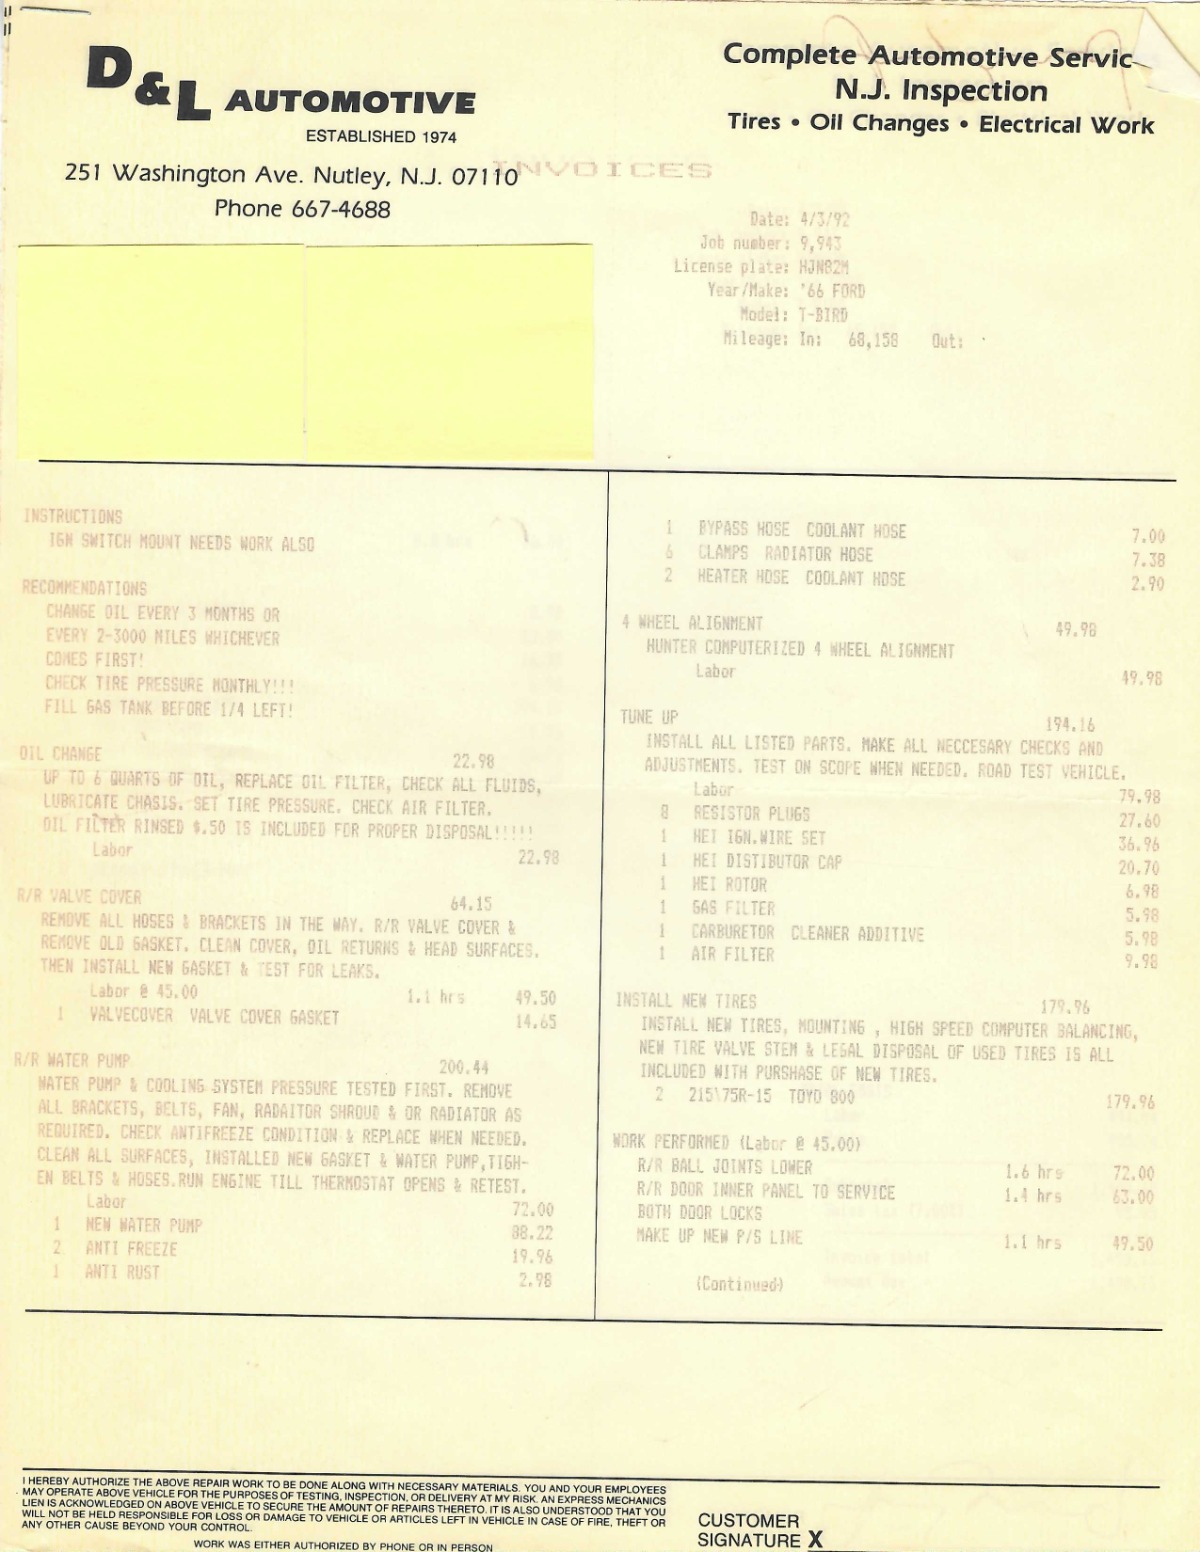 D & L AUTOMOTIVE
ESTABLISHED 1974
251 Washington Ave. Nutley, N.J. 07110
Phone 667-4688
Complete Automotive Servic
N.J. Inspection
Tires • Oil Changes • Electrical Work
INVOICES
Date: 4/3/92
Job number: 9,943
License plate: HJN82M
Year/Make: '66 FORD
Model: T-BIRD
Mileage: In: 68,158 Out:
INSTRUCTIONS
IGN SWITCH MOUNT NEEDS WORK ALSO
RECOMMENDATIONS
CHANGE OIL EVERY 3 MONTHS OR
EVERY 2-3000 MILES WHICHEVER
COMES FIRST!
CHECK TIRE PRESSURE MONTHLY!!!
FILL GAS TANK BEFORE 1/4 LEFT!
OIL CHANGE 22.98
UP TO 6 QUARTS OF OIL, REPLACE OIL FILTER, CHECK ALL FLUIDS,
LUBRICATE CHASIS. SET TIRE PRESSURE. CHECK AIR FILTER.
OIL FILTER RINSED $.50 IS INCLUDED FOR PROPER DISPOSAL!!!!!
Labor 22.98
R/R VALVE COVER 64.15
REMOVE ALL HOSES & BRACKETS IN THE WAY. R/R VALVE COVER &
REMOVE OLD GASKET. CLEAN COVER, OIL RETURNS & HEAD SURFACES.
THEN INSTALL NEW GASKET & TEST FOR LEAKS.
Labor @ 45.00 1.1 hrs 49.50
1 VALVECOVER VALVE COVER GASKET 14.65
R/R WATER PUMP 200.44
WATER PUMP & COOLING SYSTEM PRESSURE TESTED FIRST. REMOVE
ALL BRACKETS, BELTS, FAN, RADAITOR SHROUD & OR RADIATOR AS
REQUIRED. CHECK ANTIFREEZE CONDITION & REPLACE WHEN NEEDED.
CLEAN ALL SURFACES, INSTALLED NEW GASKET & WATER PUMP,TIGH-
EN BELTS & HOSES.RUN ENGINE TILL THERMOSTAT OPENS & RETEST.
Labor 72.00
1 NEW WATER PUMP 88.22
2 ANTI FREEZE 19.96
1 ANTI RUST 2.98
1 BYPASS HOSE COOLANT HOSE 7.00
6 CLAMPS RADIATOR HOSE 7.38
2 HEATER HOSE COOLANT HOSE 2.90
4 WHEEL ALIGNMENT 49.98
HUNTER COMPUTERIZED 4 WHEEL ALIGNMENT
Labor 49.98
TUNE UP 194.16
INSTALL ALL LISTED PARTS. MAKE ALL NECCESARY CHECKS AND
ADJUSTMENTS. TEST ON SCOPE WHEN NEEDED. ROAD TEST VEHICLE.
Labor 79.98
8 RESISTOR PLUGS 27.60
1 HEI IGN.WIRE SET 36.96
1 HEI DISTIBUTOR CAP 20.70
1 HEI ROTOR 6.98
1 GAS FILTER 5.98
1 CARBURETOR CLEANER ADDITIVE 5.98
1 AIR FILTER 9.98
INSTALL NEW TIRES 179.96
INSTALL NEW TIRES, MOUNTING , HIGH SPEED COMPUTER BALANCING,
NEW TIRE VALVE STEM & LEGAL DISPOSAL OF USED TIRES IS ALL
INCLUDED WITH PURSHASE OF NEW TIRES.
2 215\75R-15 TOYO 800 179.96
WORK PERFORMED (Labor @ 45.00)
R/R BALL JOINTS LOWER 1.6 hrs 72.00
R/R DOOR INNER PANEL TO SERVICE 1.4 hrs 63.00
BOTH DOOR LOCKS
MAKE UP NEW P/S LINE 1.1 hrs 49.50
(Continued)
I HEREBY AUTHORIZE THE ABOVE REPAIR WORK TO BE DONE ALONG WITH NECESSARY MATERIALS. YOU AND YOUR EMPLOYEES
MAY OPERATE ABOVE VEHICLE FOR THE PURPOSES OF TESTING, INSPECTION, OR DELIVERY AT MY RISK. AN EXPRESS MECHANICS
LIEN IS ACKNOWLEDGED ON ABOVE VEHICLE TO SECURE THE AMOUNT OF REPAIRS THERETO. IT IS ALSO UNDERSTOOD THAT YOU
WILL NOT BE HELD RESPONSIBLE FOR LOSS OR DAMAGE TO VEHICLE OR ARTICLES LEFT IN VEHICLE IN CASE OF FIRE, THEFT OR
ANY OTHER CAUSE BEYOND YOUR CONTROL.
WORK WAS EITHER AUTHORIZED BY PHONE OR IN PERSON
CUSTOMER
SIGNATURE X